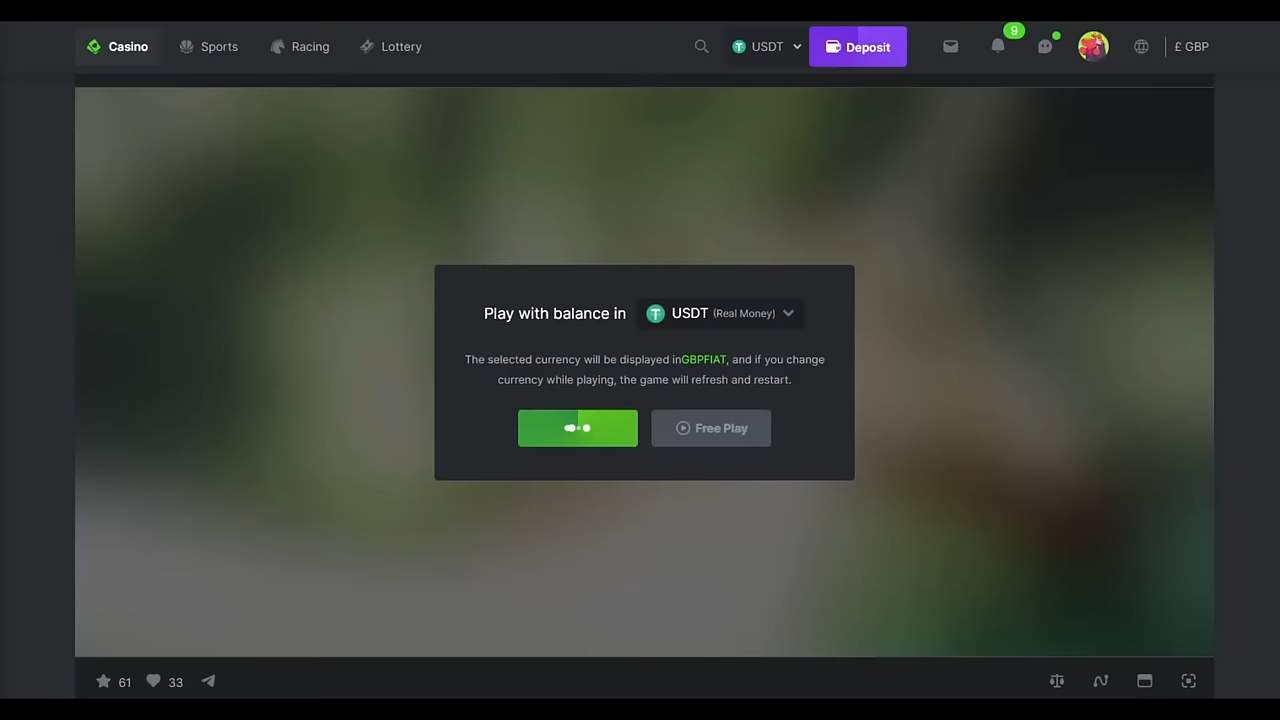 Casino
Sports
Racing
Lottery
USDT
Deposit
9
£ GBP
Play with balance in USDT (Real Money)
The selected currency will be displayed inGBPFIAT, and if you change
currency while playing, the game will refresh and restart.
Free Play
61
33